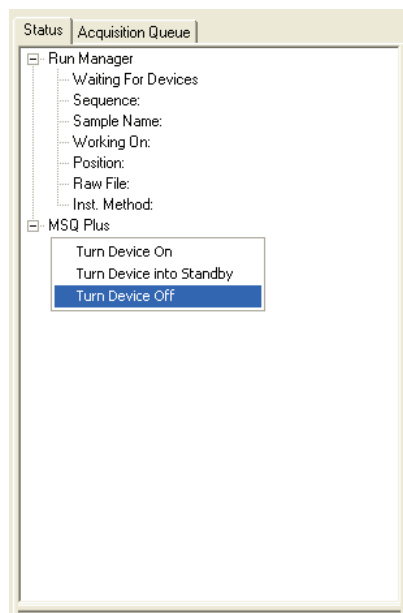 Status Acquisition Queue
Run Manager
Waiting For Devices
Sequence:
Sample Name:
Working On:
Position:
Raw File:
Inst. Method:
MSQ Plus
Turn Device On
Turn Device into Standby
Turn Device Off